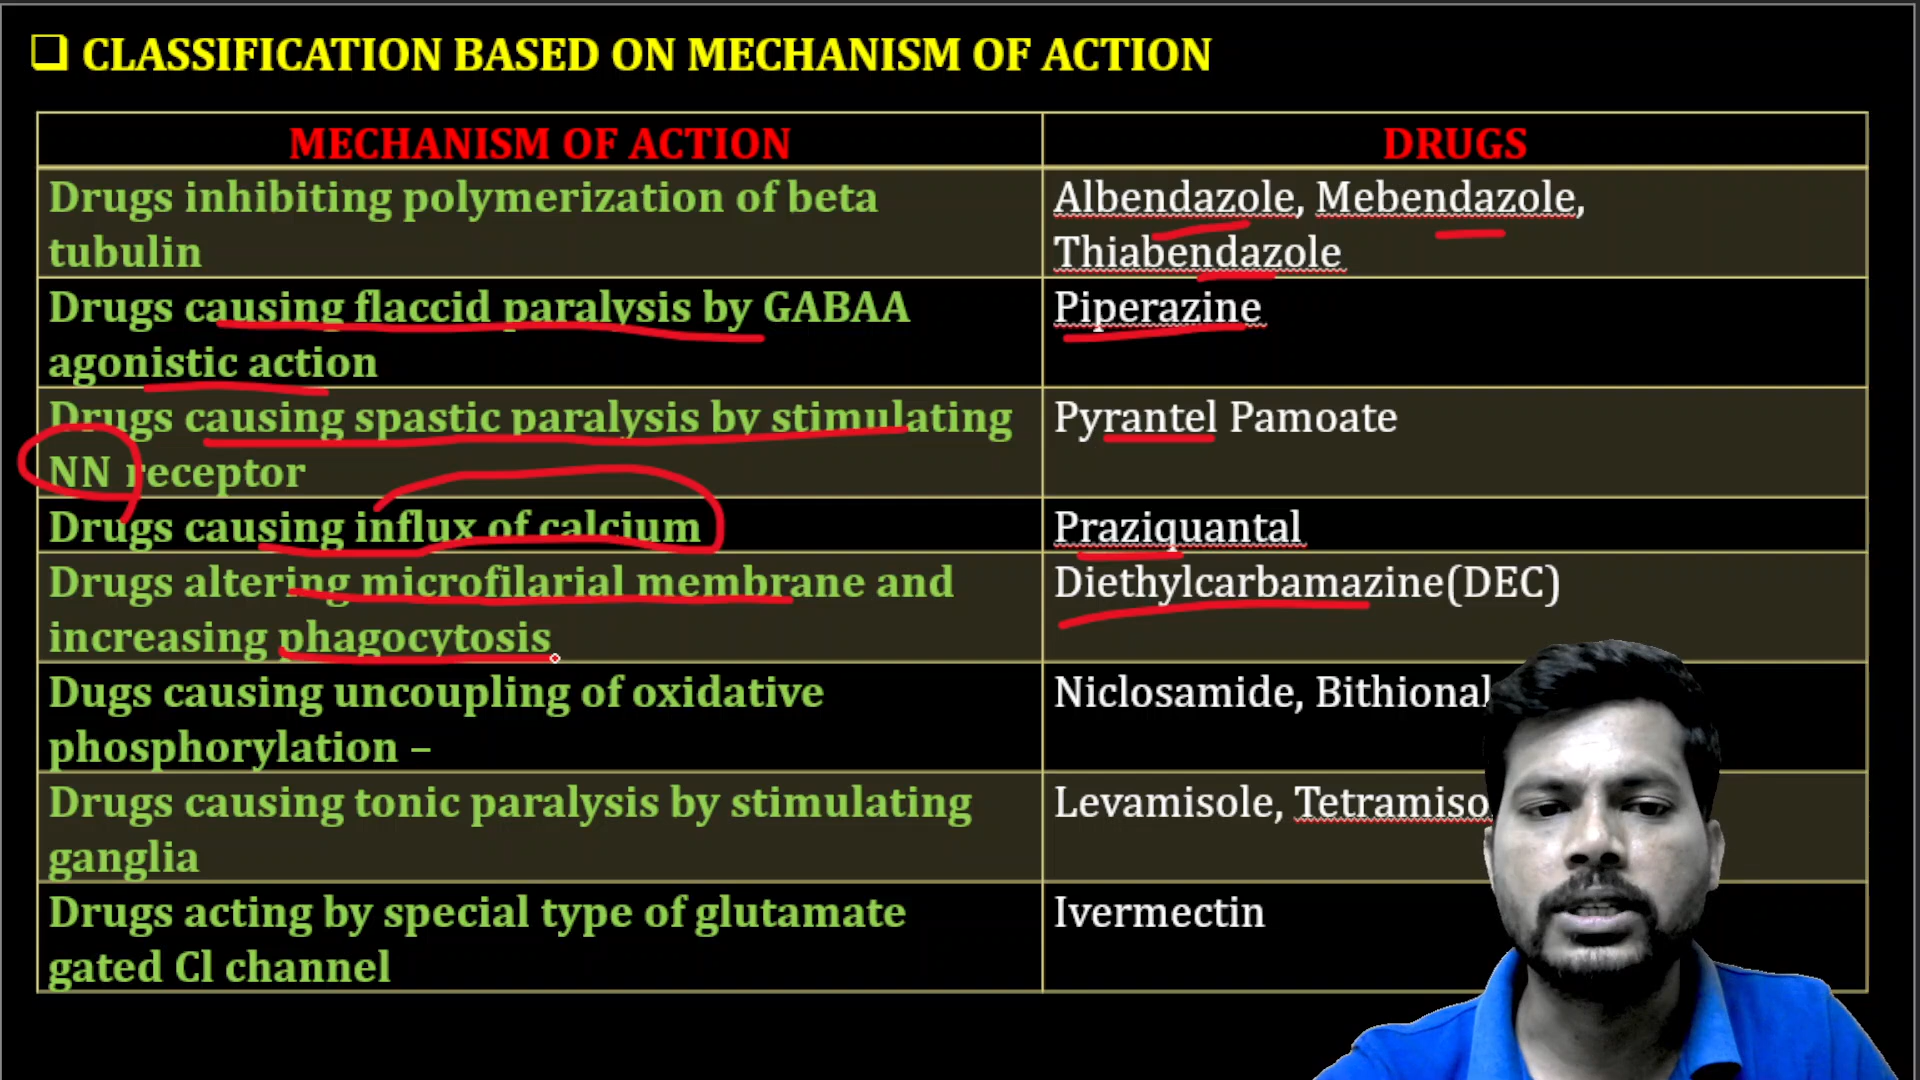 CLASSIFICATION BASED ON MECHANISM OF ACTION
MECHANISM OF ACTION
DRUGS
Drugs inhibiting polymerization of beta
tubulin
Albendazole, Mebendazole,
Thiabendazole
Drugs causing flaccid paralysis by GABAA
agonistic action
Piperazine
Drugs causing spastic paralysis by stimulating
NN receptor
Pyrantel Pamoate
Drugs causing influx of calcium
Praziquantal
Drugs altering microfilarial membrane and
increasing phagocytosis
Diethylcarbamazine(DEC)
Dugs causing uncoupling of oxidative
phosphorylation –
Niclosamide, Bithional
Drugs causing tonic paralysis by stimulating
ganglia
Levamisole,
Drugs acting by special type of glutamate
gated Cl channel
Ivermectin